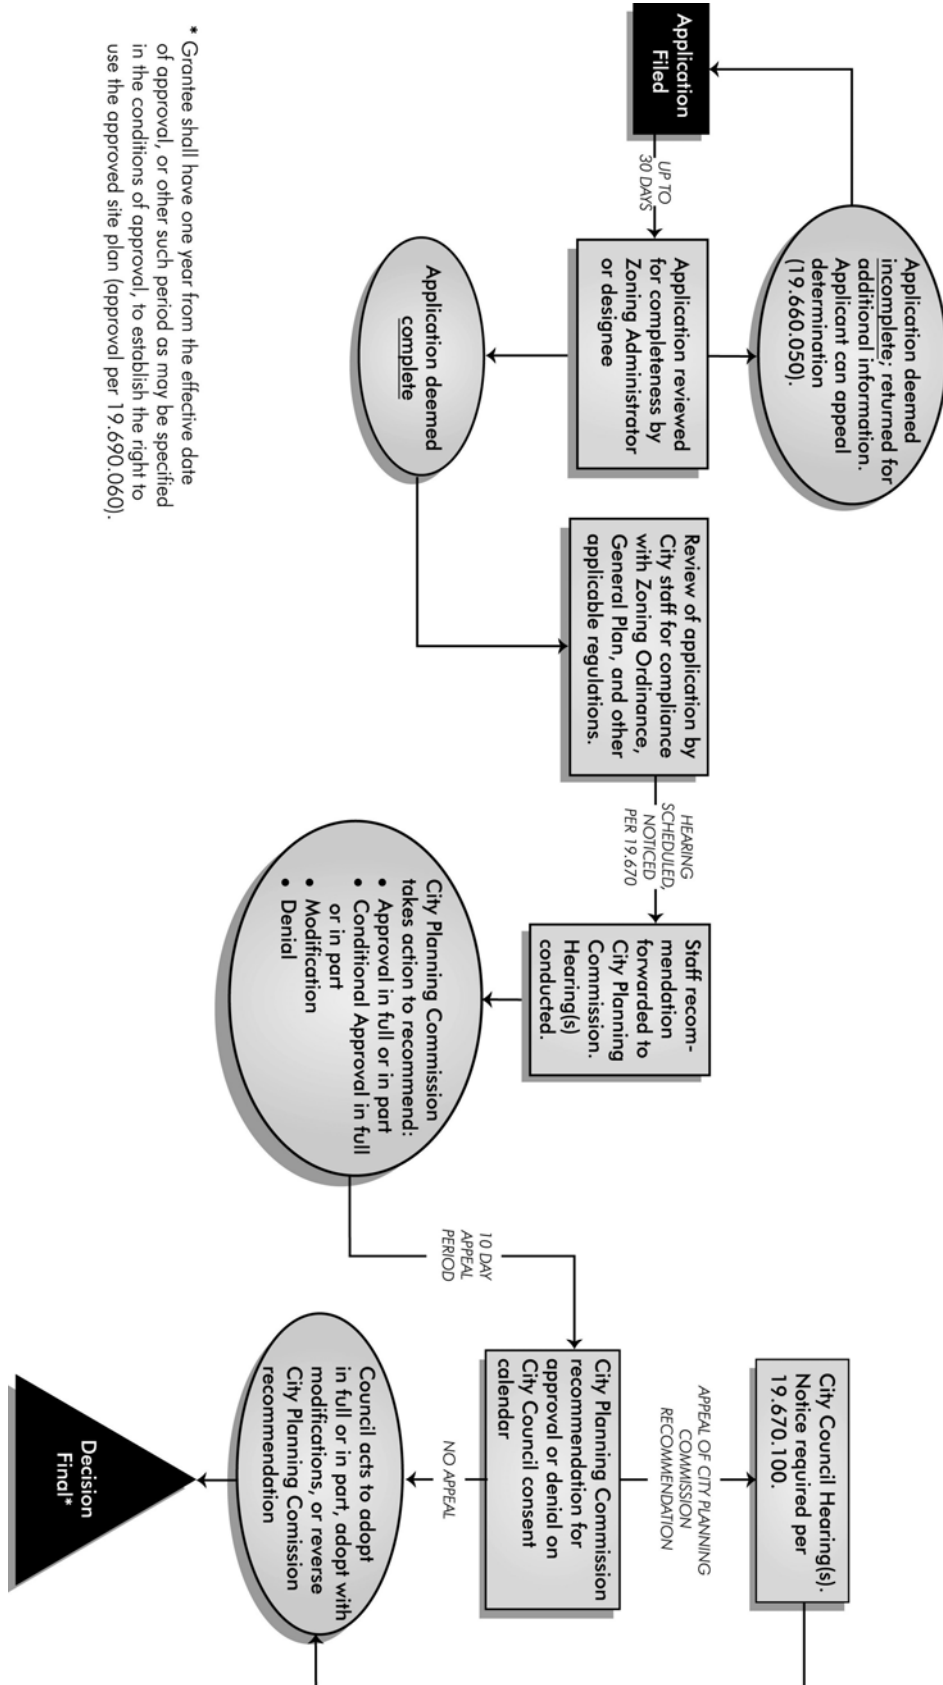 Application
Filed
UP TO
30 DAYS
Application deemed
incomplete; returned for
additional information.
Applicant can appeal
determination
(19.660.050).
Application reviewed
for completeness by
Zoning Administrator
or designee
Application deemed
complete
Review of application by
City staff for compliance
with Zoning Ordinance,
General Plan, and other
applicable regulations.
HEARING
SCHEDULED,
NOTICED
PER 19.670
Staff recom-
mendation
forwarded to
City Planning
Commission.
Hearing(s)
conducted.
City Planning Commission
takes action to recommend:
• Approval in full or in part
• Conditional Approval in full
or in part
• Modification
• Denial
10 DAY
APPEAL
PERIOD
City Planning Commission
recommendation for
approval or denial on
City Council consent
calendar
APPEAL OF CITY PLANNING
COMMISSION
RECOMMENDATION
City Council Hearing(s).
Notice required per
19.670.100.
NO APPEAL
Council acts to adopt
in full or in part, adopt with
modifications, or reverse
City Planning Comission
recommendation
Decision
Final*
* Grantee shall have one year from the effective date
of approval, or other such period as may be specified
in the conditions of approval, to establish the right to
use the approved site plan (approval per 19.690.060).